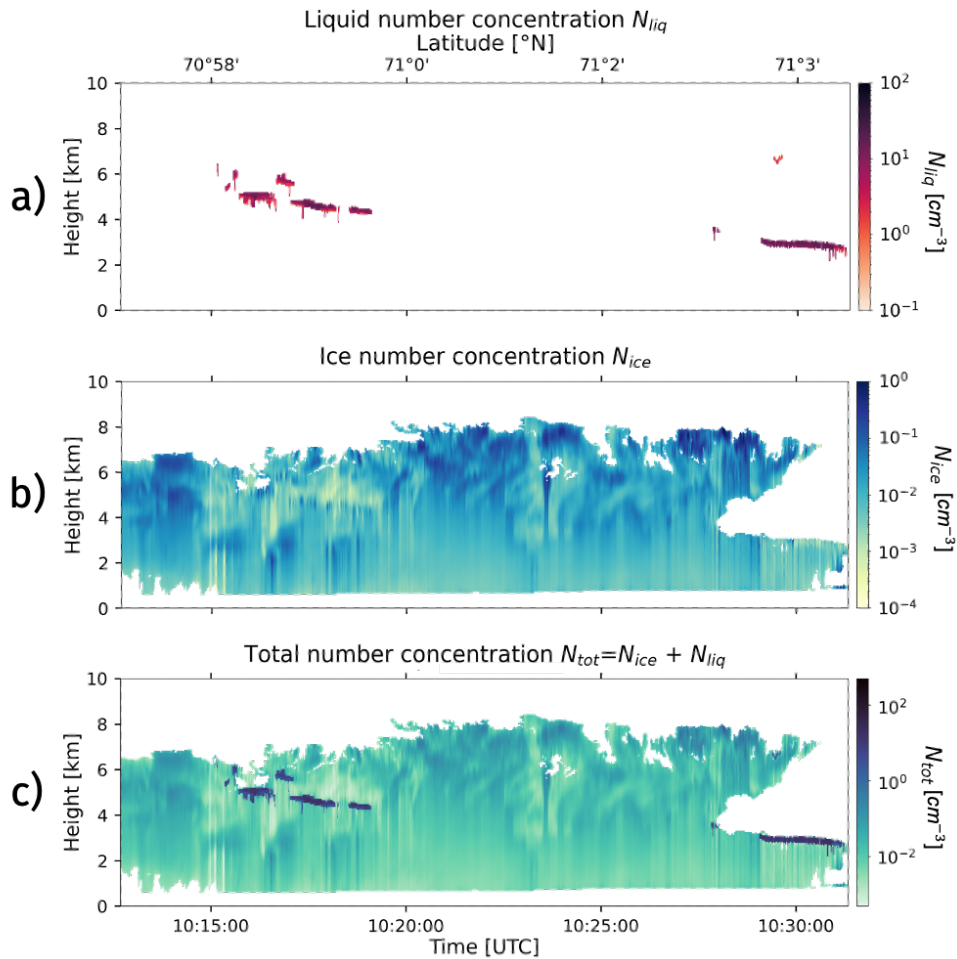 Liquid number concentration N_liq
Latitude [°N]
70°58' 71°0' 71°2' 71°3'
a)
Height [km]
10
8
6
4
2
0
10^2
10^1
10^0
10^-1
N_liq [cm^-3]
Ice number concentration N_ice
b)
Height [km]
10
8
6
4
2
0
10^0
10^-1
10^-2
10^-3
10^-4
N_ice [cm^-3]
Total number concentration N_tot=N_ice + N_liq
c)
Height [km]
10
8
6
4
2
0
10^2
10^0
10^-2
N_tot [cm^-3]
10:15:00 10:20:00 10:25:00 10:30:00
Time [UTC]